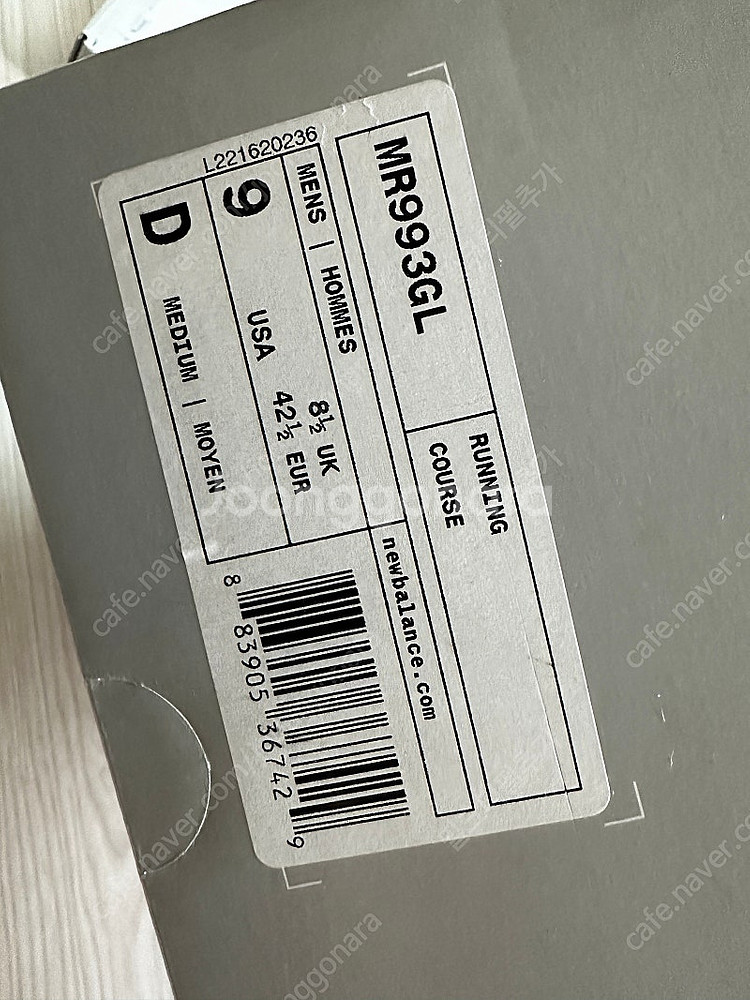 MR993GL
RUNNING
COURSE
L221620236
MENS | HOMMES
newbalance.com
9
USA
8½ UK
42½ EUR
D
MEDIUM | MOYEN
8 83905 36742 9
joonggonara
cafe.naver.com